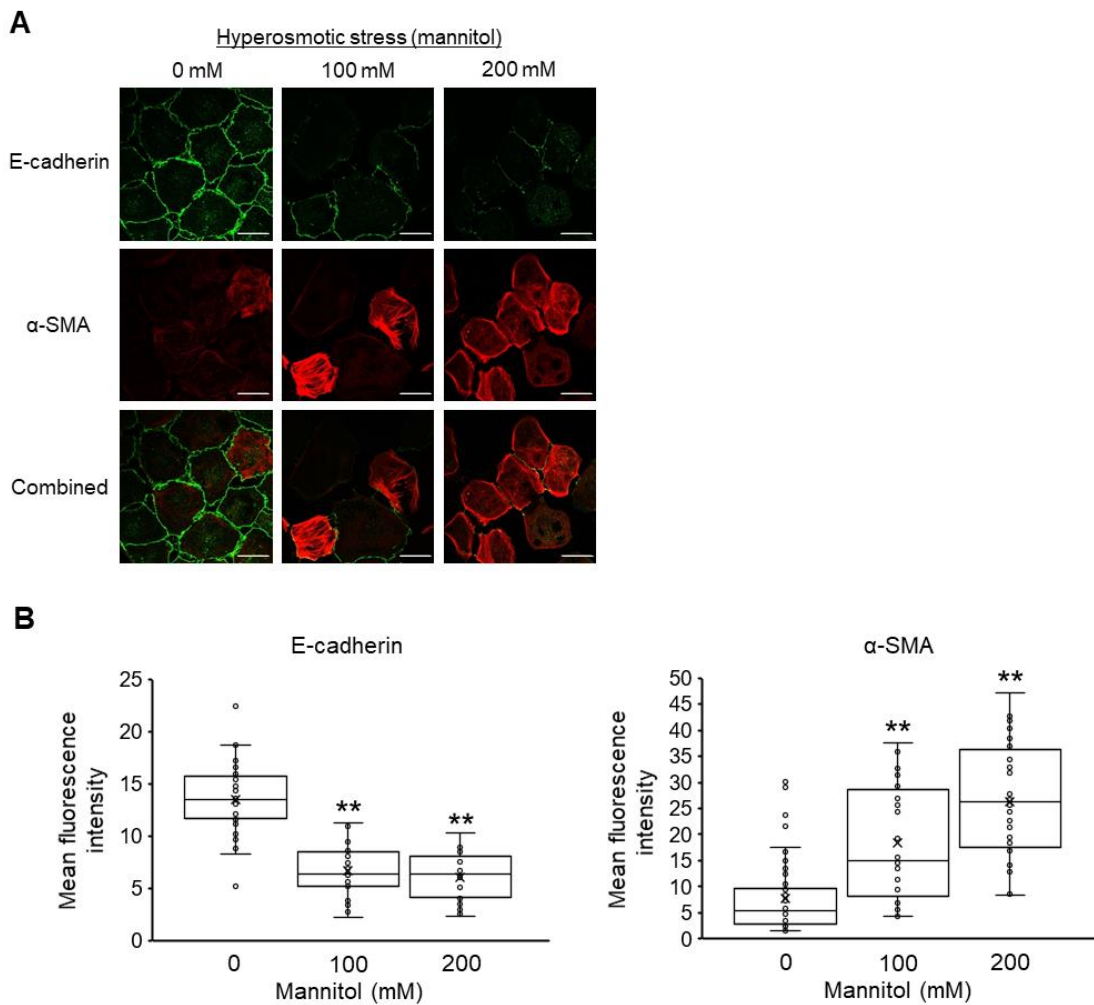 A
Hyperosmotic stress (mannitol)
0 mM 100 mM 200 mM
E-cadherin
α-SMA
Combined
B
E-cadherin
Mean fluorescence
intensity
25
20
15
10
5
0
** **
0 100 200
Mannitol (mM)
α-SMA
Mean fluorescence
intensity
50
45
40
35
30
25
20
15
10
5
0
** **
0 100 200
Mannitol (mM)